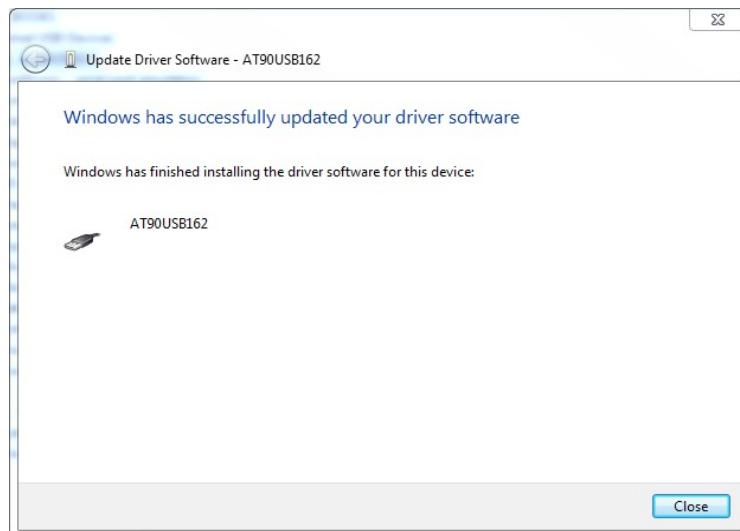 Update Driver Software - AT90USB162
Windows has successfully updated your driver software
Windows has finished installing the driver software for this device:
AT90USB162
Close